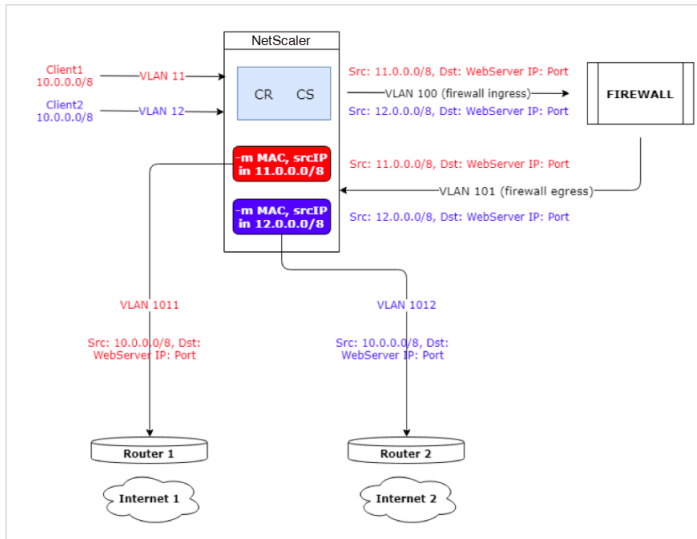 NetScaler
Client1
10.0.0.0/8
VLAN 11
Client2
10.0.0.0/8
VLAN 12
CR CS
Src: 11.0.0.0/8, Dst: WebServer IP: Port
VLAN 100 (firewall ingress)
Src: 12.0.0.0/8, Dst: WebServer IP: Port
FIREWALL
-m MAC, srcIP
in 11.0.0.0/8
Src: 11.0.0.0/8, Dst: WebServer IP: Port
VLAN 101 (firewall egress)
-m MAC, srcIP
in 12.0.0.0/8
Src: 12.0.0.0/8, Dst: WebServer IP: Port
VLAN 1011
VLAN 1012
Src: 10.0.0.0/8, Dst:
WebServer IP: Port
Src: 10.0.0.0/8, Dst:
WebServer IP: Port
Router 1
Router 2
Internet 1
Internet 2